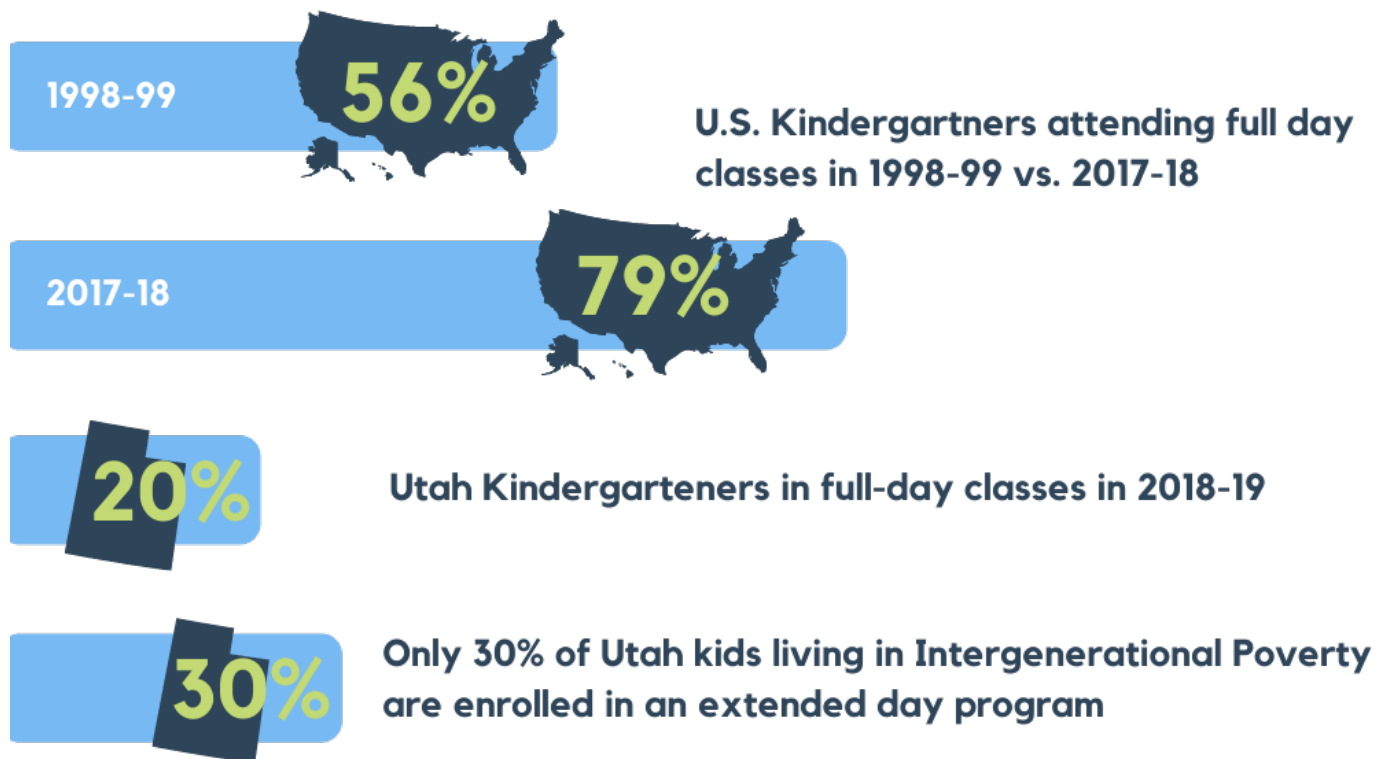 1998-99
56%
U.S. Kindergartners attending full day
classes in 1998-99 vs. 2017-18
2017-18
79%
20%
Utah Kindergarteners in full-day classes in 2018-19
30%
Only 30% of Utah kids living in Intergenerational Poverty
are enrolled in an extended day program